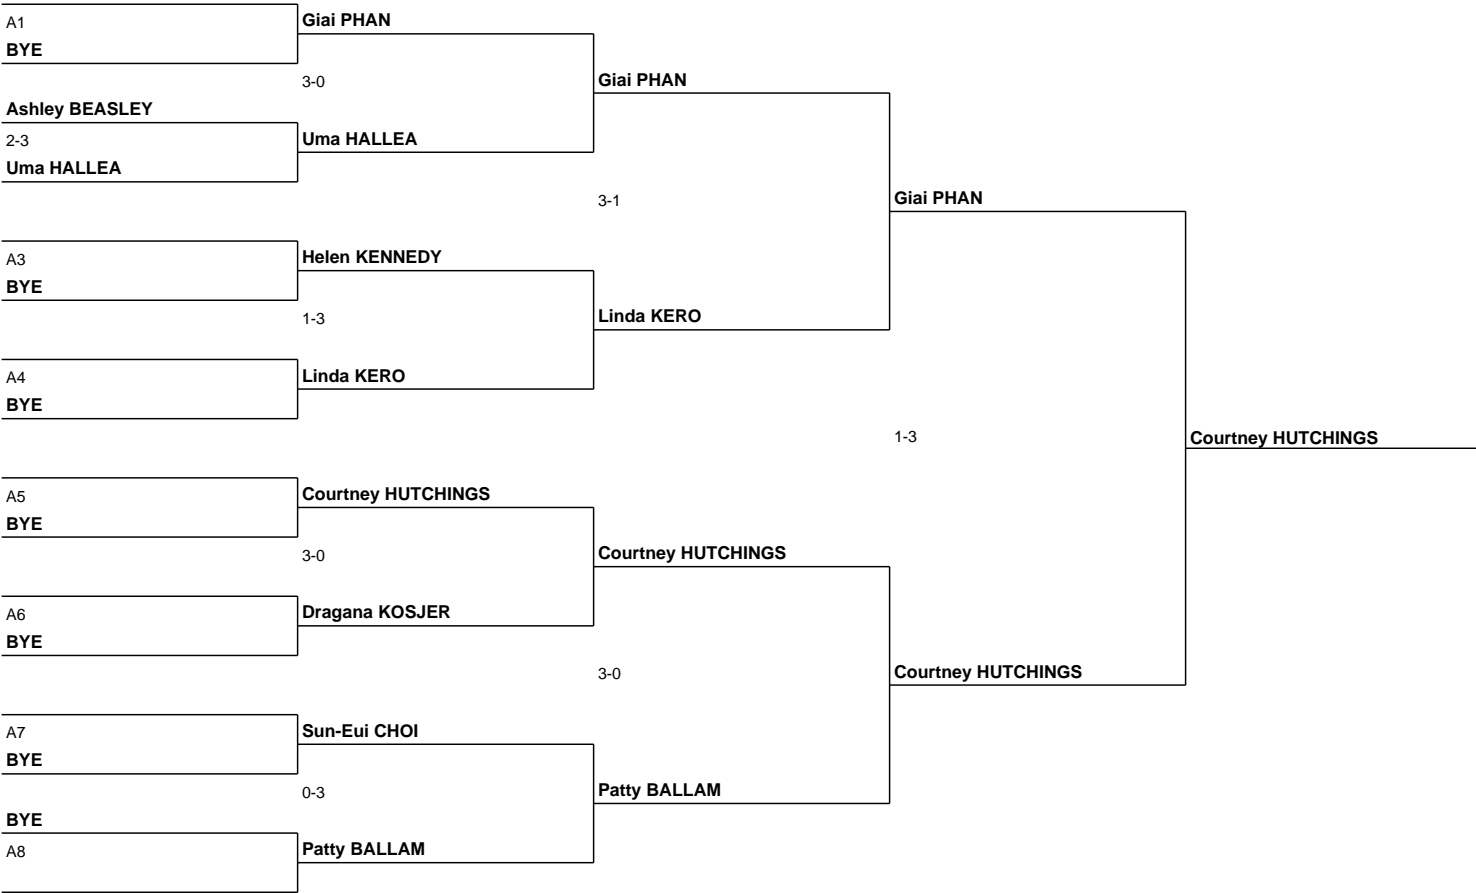 A1
BYE
Giai PHAN
3-0
Ashley BEASLEY
2-3
Uma HALLEA
Uma HALLEA
Giai PHAN
3-1
A3
BYE
Helen KENNEDY
1-3
A4
BYE
Linda KERO
Linda KERO
Giai PHAN
1-3
Courtney HUTCHINGS
A5
BYE
Courtney HUTCHINGS
3-0
A6
BYE
Dragana KOSJER
Courtney HUTCHINGS
3-0
Courtney HUTCHINGS
A7
BYE
Sun-Eui CHOI
0-3
BYE
A8
Patty BALLAM
Patty BALLAM